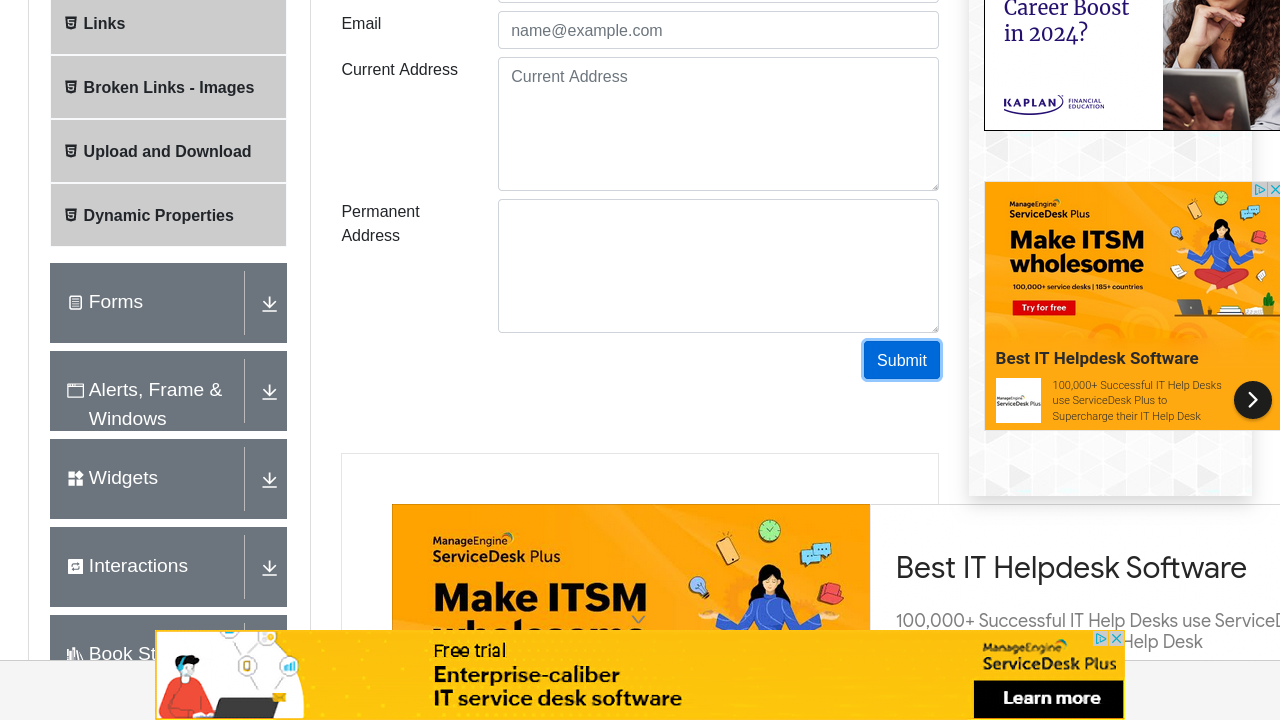 Links
Broken Links - Images
Upload and Download
Dynamic Properties
Forms
Alerts, Frame &
Windows
Widgets
Interactions
Book St
Email
name@example.com
Current Address
Current Address
Permanent
Address
Submit
Career Boost
in 2024?
KAPLAN
FINANCIAL
EDUCATION
ManageEngine
ServiceDesk Plus
Make ITSM
wholesome
100,000+ service desks | 185+ countries
Try for free
Best IT Helpdesk Software
ManageEngine
ServiceDesk Plus
100,000+ Successful IT Help Desks
use ServiceDesk Plus to
Supercharge their IT Help Desk
ManageEngine
ServiceDesk Plus
Make ITSM
wholesome
Best IT Helpdesk Software
100,000+ Successful IT Help Desks use ServiceD
Help Desk
Free trial
Enterprise-caliber
IT service desk software
ManageEngine
ServiceDesk Plus
Learn more